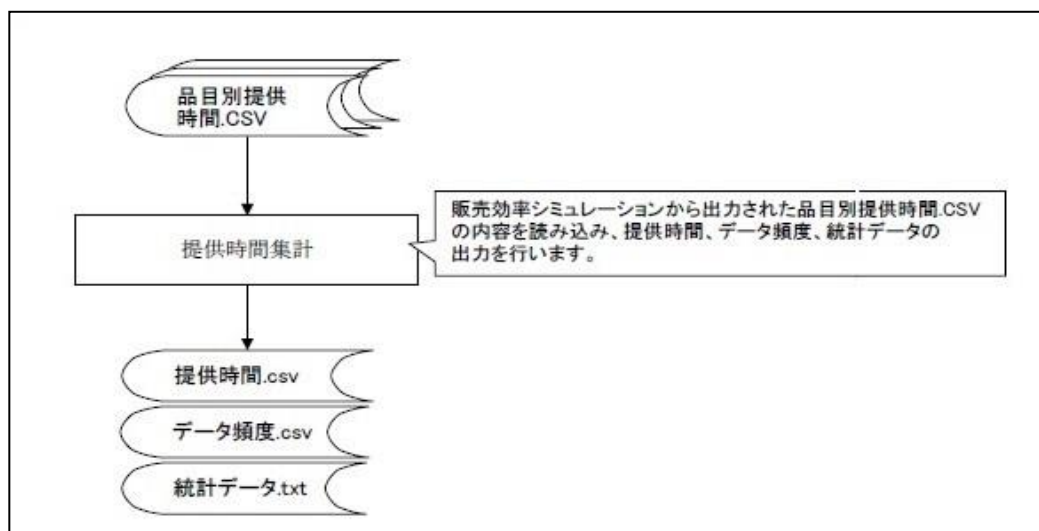 品目別提供
時間.CSV
販売効率シミュレーションから出力された品目別提供時間.CSV
の内容を読み込み、提供時間、データ頻度、統計データの
出力を行います。
提供時間集計
提供時間.csv
データ頻度.csv
統計データ.txt